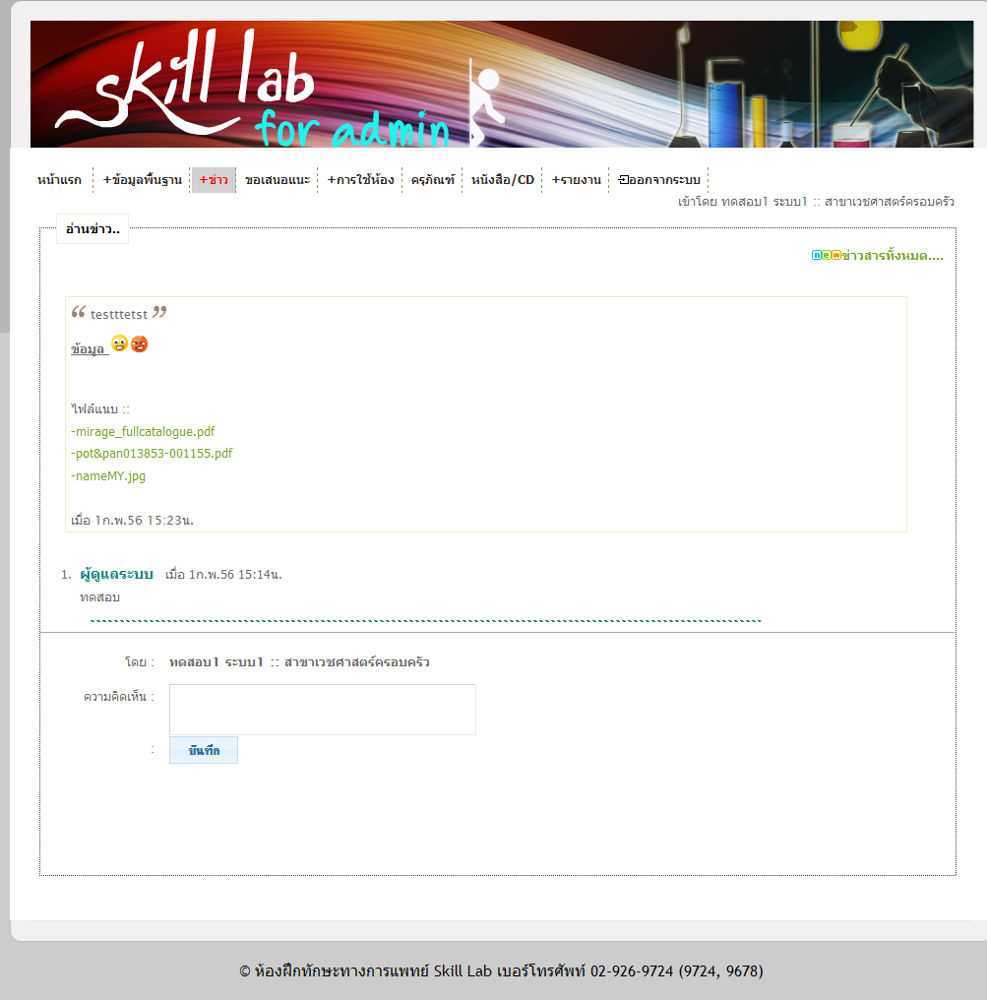 skill lab
for admin
หน้าแรก +ข้อมูลพื้นฐาน +ข่าว ขอเสนอแนะ +การใช้ห้อง ครุภัณฑ์ หนังสือ/CD +รายงาน ออกจากระบบ
เข้าโดย ทดสอบ1 ระบบ1 :: สาขาเวชศาสตร์ครอบครัว
อ่านข่าว..
new ข่าวสารทั้งหมด....
“ testttetst ”
ข้อมูล
ไฟล์แนบ ::
-mirage_fullcatalogue.pdf
-pot&pan013853-001155.pdf
-nameMY.jpg
เมื่อ 1ก.พ.56 15:23น.
1. ผู้ดูแลระบบ เมื่อ 1ก.พ.56 15:14น.
ทดสอบ
โดย : ทดสอบ1 ระบบ1 :: สาขาเวชศาสตร์ครอบครัว
ความคิดเห็น :
: บันทึก
© ห้องฝึกทักษะทางการแพทย์ Skill Lab เบอร์โทรศัพท์ 02-926-9724 (9724, 9678)